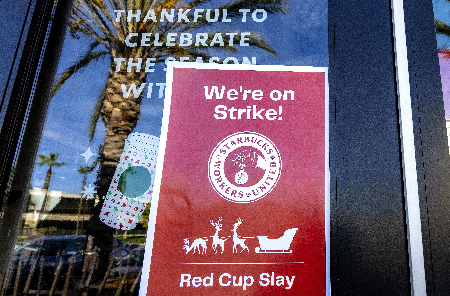 THANKFUL TO
CELEBRATE
THE SEASON
WIT
We're on
Strike!
STARBUCKS
WORKERS UNITED
Red Cup Slay